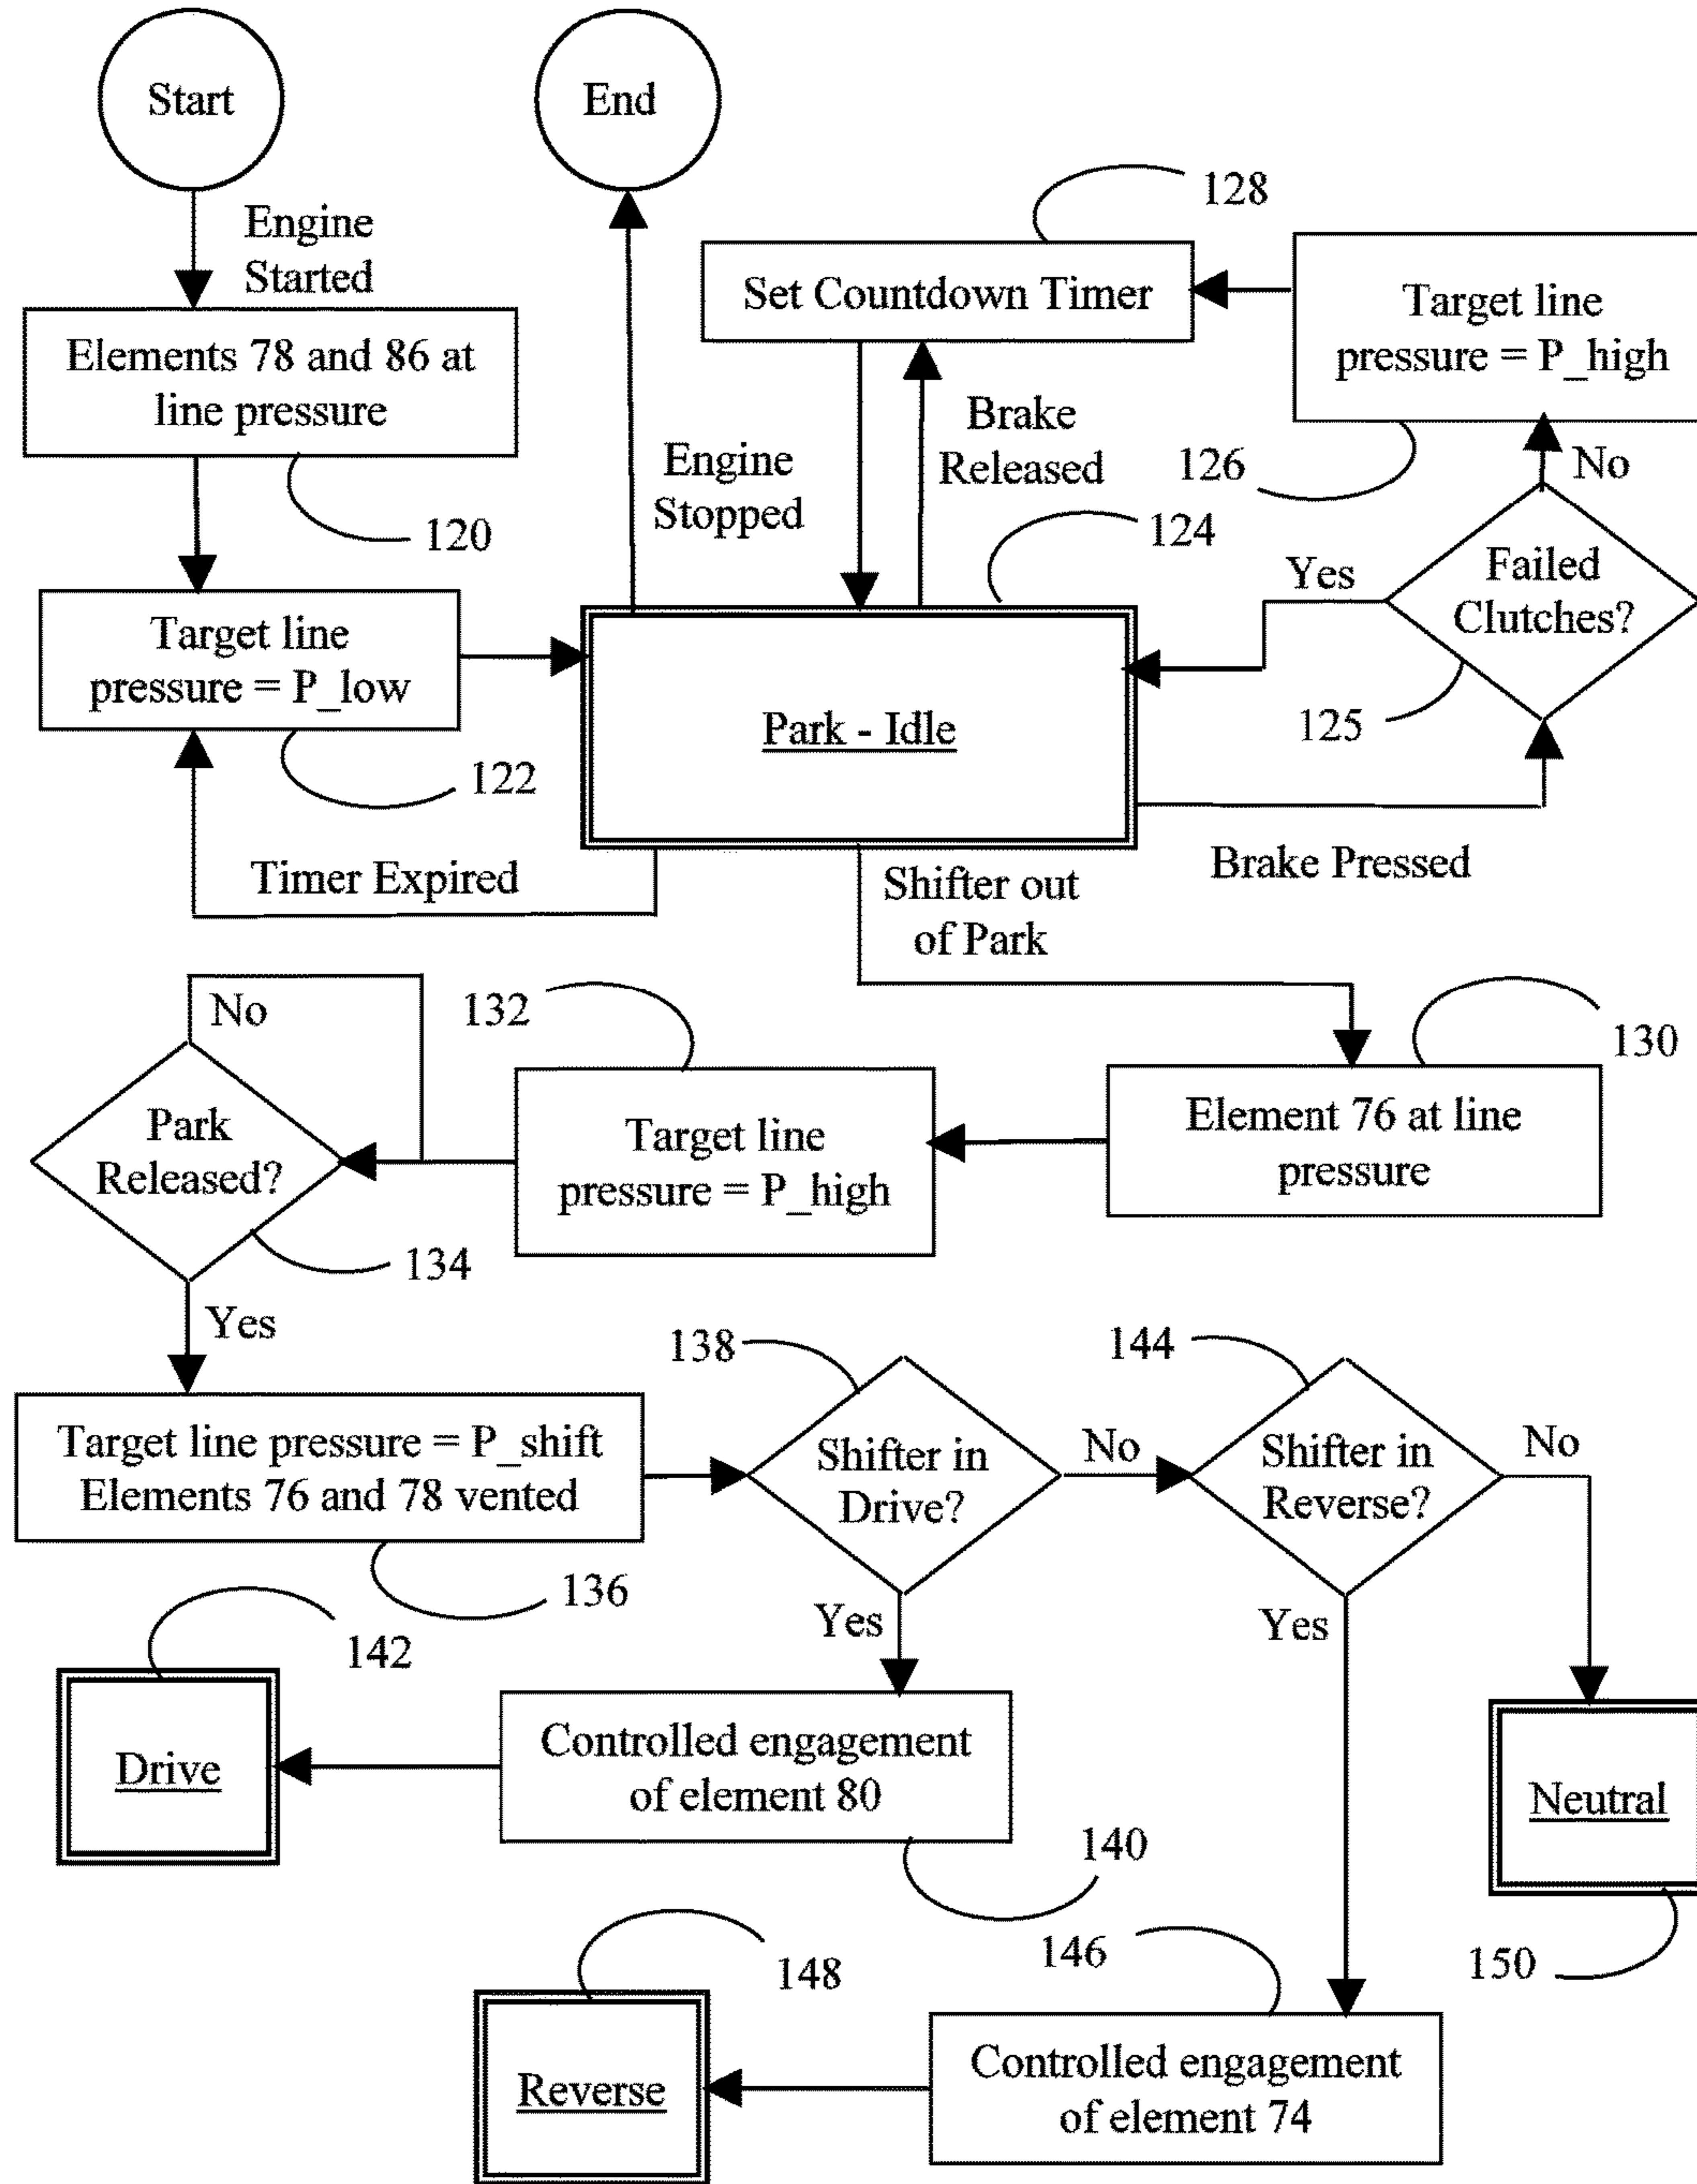 Start
End
Engine
Started
128
Set Countdown Timer
Target line
pressure = P_high
Elements 78 and 86 at
line pressure
120
Engine
Stopped
Brake
Released
126
No
124
Failed
Clutches?
Yes
125
Target line
pressure = P_low
122
Park - Idle
Timer Expired
Shifter out
of Park
Brake Pressed
No
132
130
Park
Released?
Target line
pressure = P_high
Element 76 at line
pressure
134
Yes
138
144
Target line pressure = P_shift
Elements 76 and 78 vented
Shifter in
Drive?
No
Shifter in
Reverse?
No
136
Yes
Yes
142
Drive
Controlled engagement
of element 80
Neutral
140
148
146
150
Reverse
Controlled engagement
of element 74